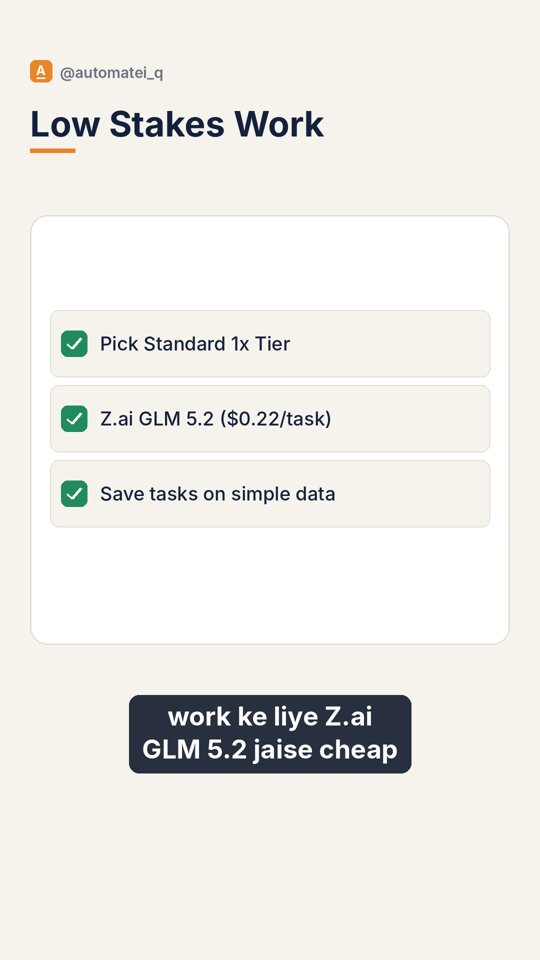 A
@automatei_q
Low Stakes Work
Pick Standard 1x Tier
Z.ai GLM 5.2 ($0.22/task)
Save tasks on simple data
work ke liye Z.ai
GLM 5.2 jaise cheap